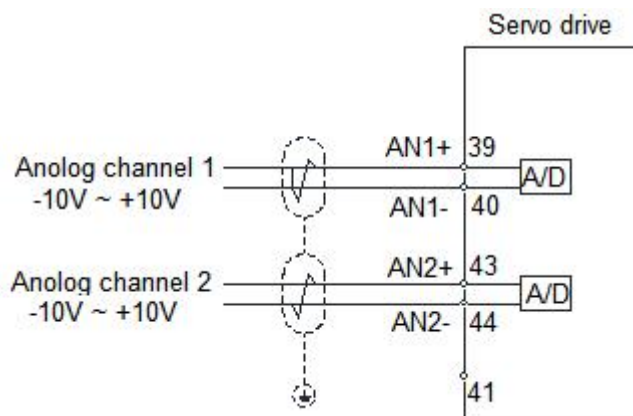 Servo drive
AN1+ 39
Anolog channel 1
A/D
-10V ~ +10V
AN1- 40
AN2+ 43
Anolog channel 2
A/D
-10V ~ +10V
AN2- 44
41